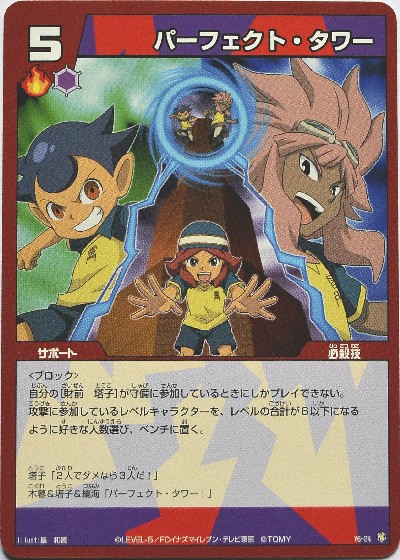 5
パーフェクト・タワー
サポート
必殺技
<ブロック>
自分の[財前 塔子]が守備に参加しているときにしかプレイできない。
攻撃に参加しているレベルキャラクターを、レベルの合計が6以下になる
ように好きな人数選び、ベンチに置く。
塔子「2人でダメなら3人だ!」
木暮&塔子&綱海「パーフェクト・タワー!」
©LEVEL-5/FCイナズマイレブン・テレビ東京 ©TOMY